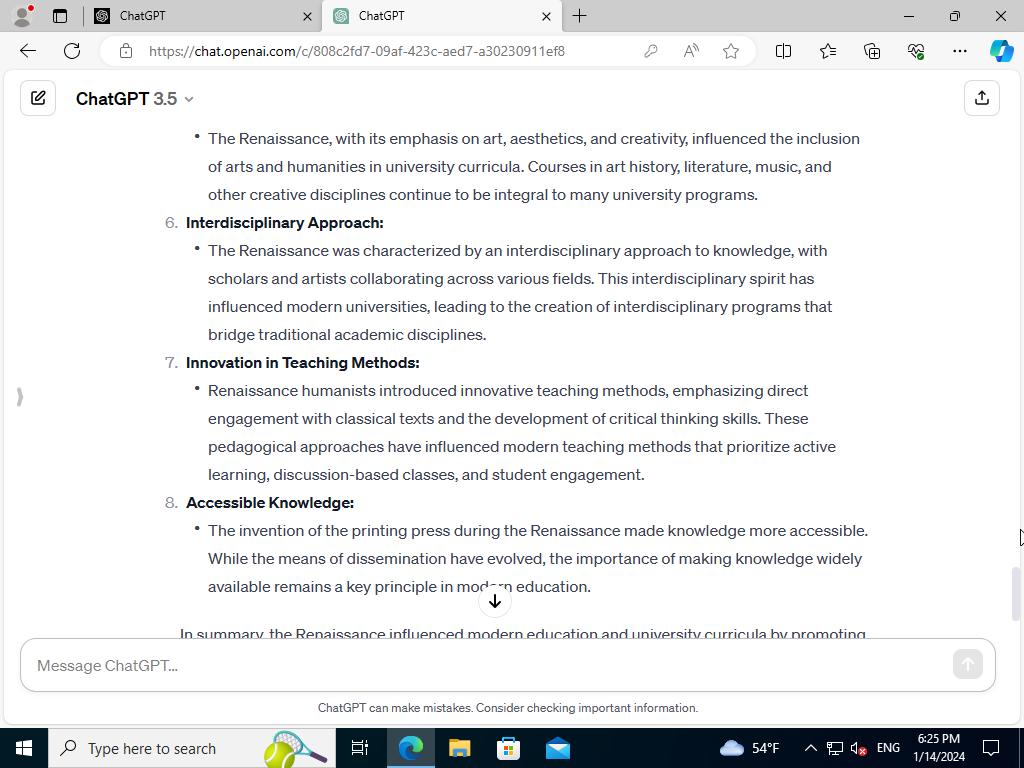 ChatGPT
ChatGPT
https://chat.openai.com/c/808c2fd7-09af-423c-aed7-a30230911ef8
ChatGPT 3.5
• The Renaissance, with its emphasis on art, aesthetics, and creativity, influenced the inclusion
of arts and humanities in university curricula. Courses in art history, literature, music, and
other creative disciplines continue to be integral to many university programs.
6. Interdisciplinary Approach:
• The Renaissance was characterized by an interdisciplinary approach to knowledge, with
scholars and artists collaborating across various fields. This interdisciplinary spirit has
influenced modern universities, leading to the creation of interdisciplinary programs that
bridge traditional academic disciplines.
7. Innovation in Teaching Methods:
• Renaissance humanists introduced innovative teaching methods, emphasizing direct
engagement with classical texts and the development of critical thinking skills. These
pedagogical approaches have influenced modern teaching methods that prioritize active
learning, discussion-based classes, and student engagement.
8. Accessible Knowledge:
• The invention of the printing press during the Renaissance made knowledge more accessible.
While the means of dissemination have evolved, the importance of making knowledge widely
available remains a key principle in modern education.
In summary, the Renaissance influenced modern education and university curricula by promoting
Message ChatGPT...
ChatGPT can make mistakes. Consider checking important information.
Type here to search
54°F
ENG
6:25 PM
1/14/2024